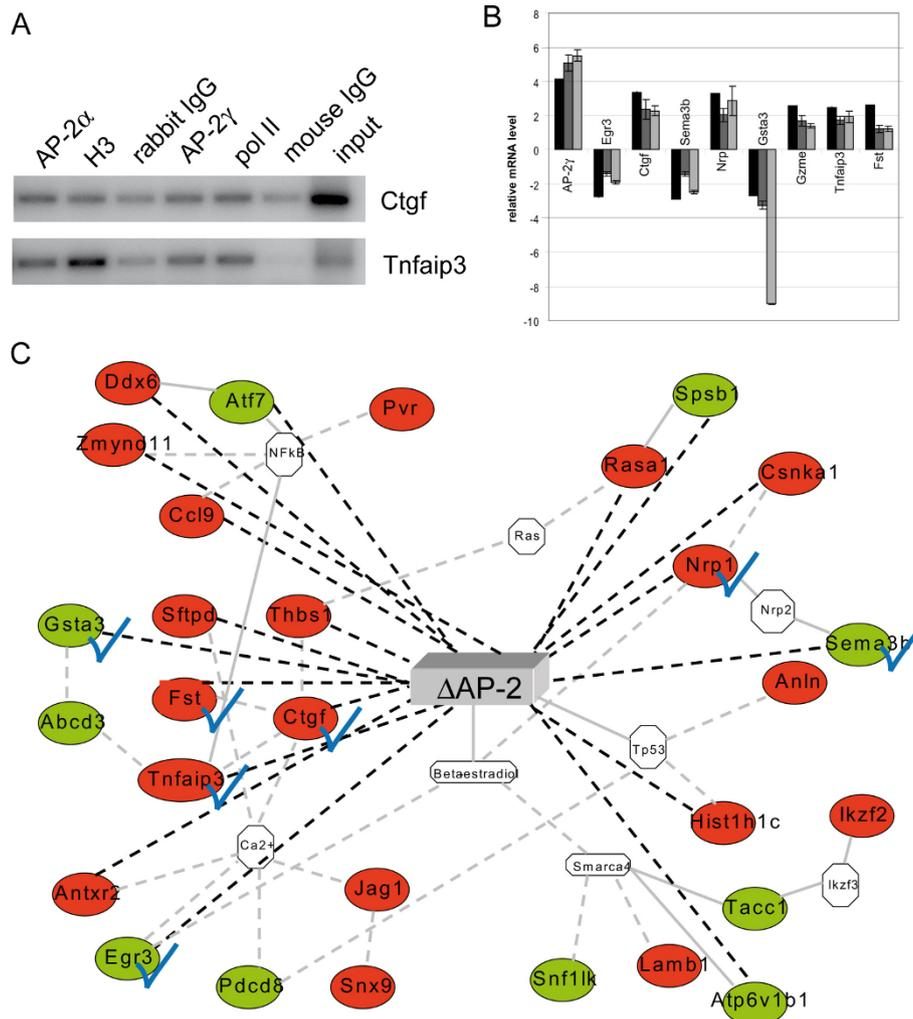 A
AP-2α
H3
rabbit IgG
AP-2γ
pol II
mouse IgG
input
Ctgf
Tnfaip3
B
relative mRNA level
8
6
4
2
0
-2
-4
-6
-8
-10
AP-2γ
Egr3
Ctgf
Sema3b
Nrp
Gsta3
Gzme
Tnfaip3
Fst
C
Ddx6
Atf7
Pvr
Spsb1
Zmynd11
NFkB
Rasa1
Csnka1
Ccl9
Ras
Nrp1
Nrp2
Gsta3
Sftpd
Thbs1
Sema3b
Fst
Ctgf
ΔAP-2
Anln
Abcd3
Tnfaip3
Betaestradiol
Tp53
Hist1h1c
Ikzf2
Ca2+
Antxr2
Jag1
Smarca4
Ikzf3
Tacc1
Egr3
Pdcd8
Snx9
Snf1lk
Lamb1
Atp6v1b1